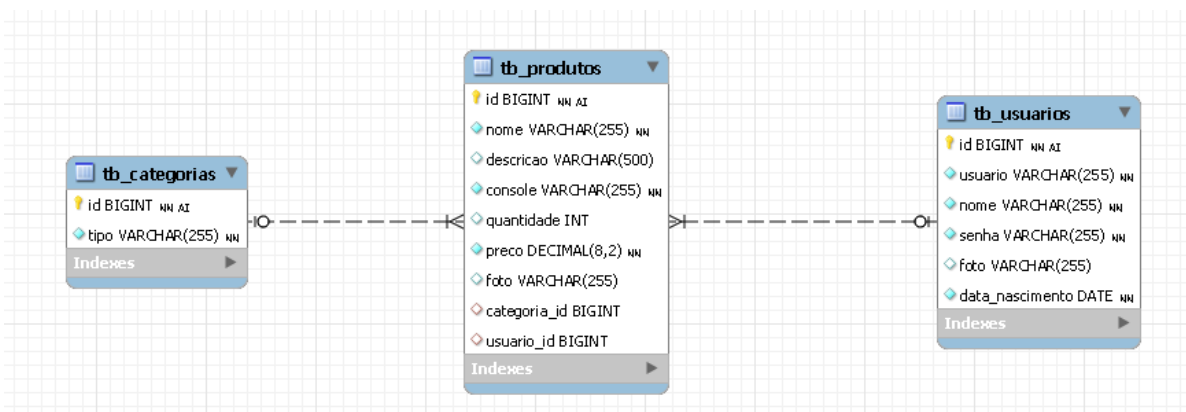 tb_categorias
id BIGINT NN AI
tipo VARCHAR(255) NN
Indexes
tb_produtos
id BIGINT NN AI
nome VARCHAR(255) NN
descricao VARCHAR(500)
console VARCHAR(255) NN
quantidade INT
preco DECIMAL(8,2) NN
foto VARCHAR(255)
categoria_id BIGINT
usuario_id BIGINT
Indexes
tb_usuarios
id BIGINT NN AI
usuario VARCHAR(255) NN
nome VARCHAR(255) NN
senha VARCHAR(255) NN
foto VARCHAR(255)
data_nascimento DATE NN
Indexes